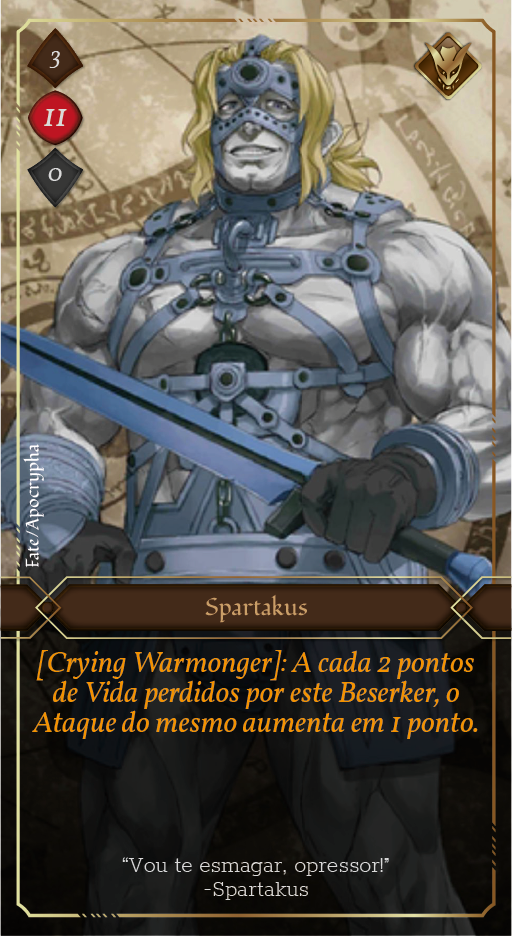 3
11
0
Fate/Apocrypha
Spartakus
[Crying Warmonger]: A cada 2 pontos
de Vida perdidos por este Beserker, o
Ataque do mesmo aumenta em 1 ponto.
“Vou te esmagar, opressor!”
-Spartakus